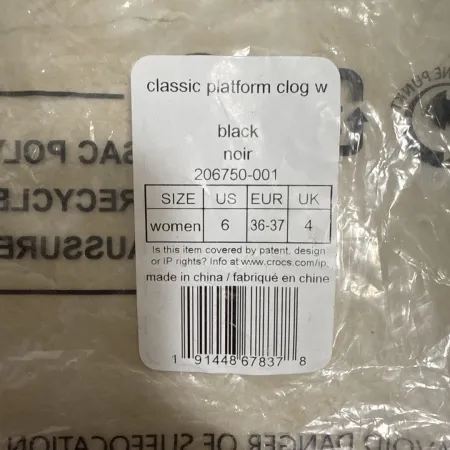 classic platform clog w
black
noir
206750-001
SIZE US EUR UK
women 6 36-37 4
Is this item covered by patent, design
or IP rights? Info at www.crocs.com/ip.
made in china / fabriqué en chine
1 91448 67837 8
SAC POLY
RECYCLE
AUSSURE
AVOID DANGER OF SUFFOCATION